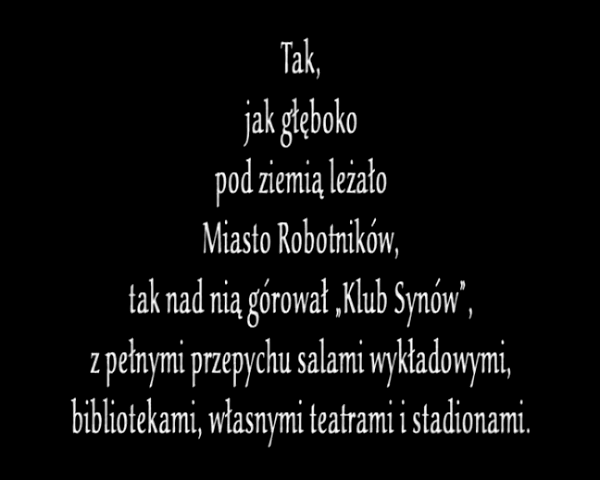 Tak,
jak głęboko
pod ziemią leżało
Miasto Robotników,
tak nad nią górował „Klub Synów”,
z pełnymi przepychu salami wykładowymi,
bibliotekami, własnymi teatrami i stadionami.